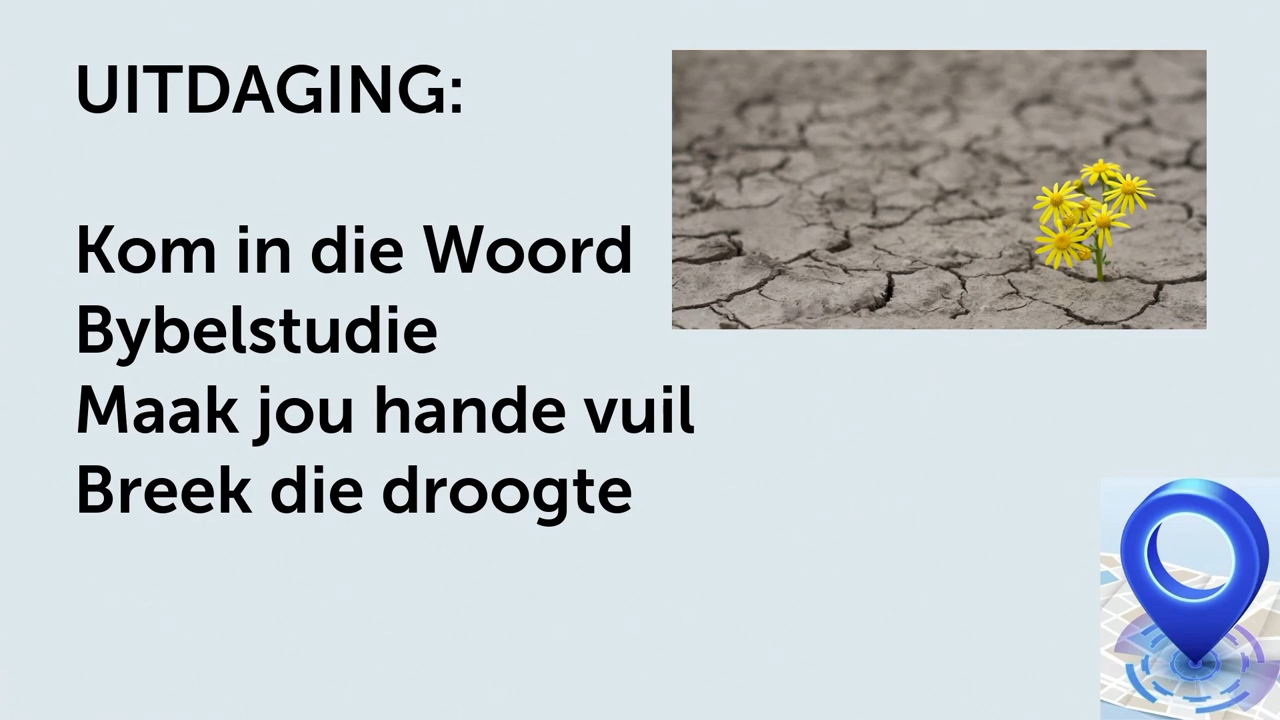 UITDAGING:
Kom in die Woord
Bybelstudie
Maak jou hande vuil
Breek die droogte